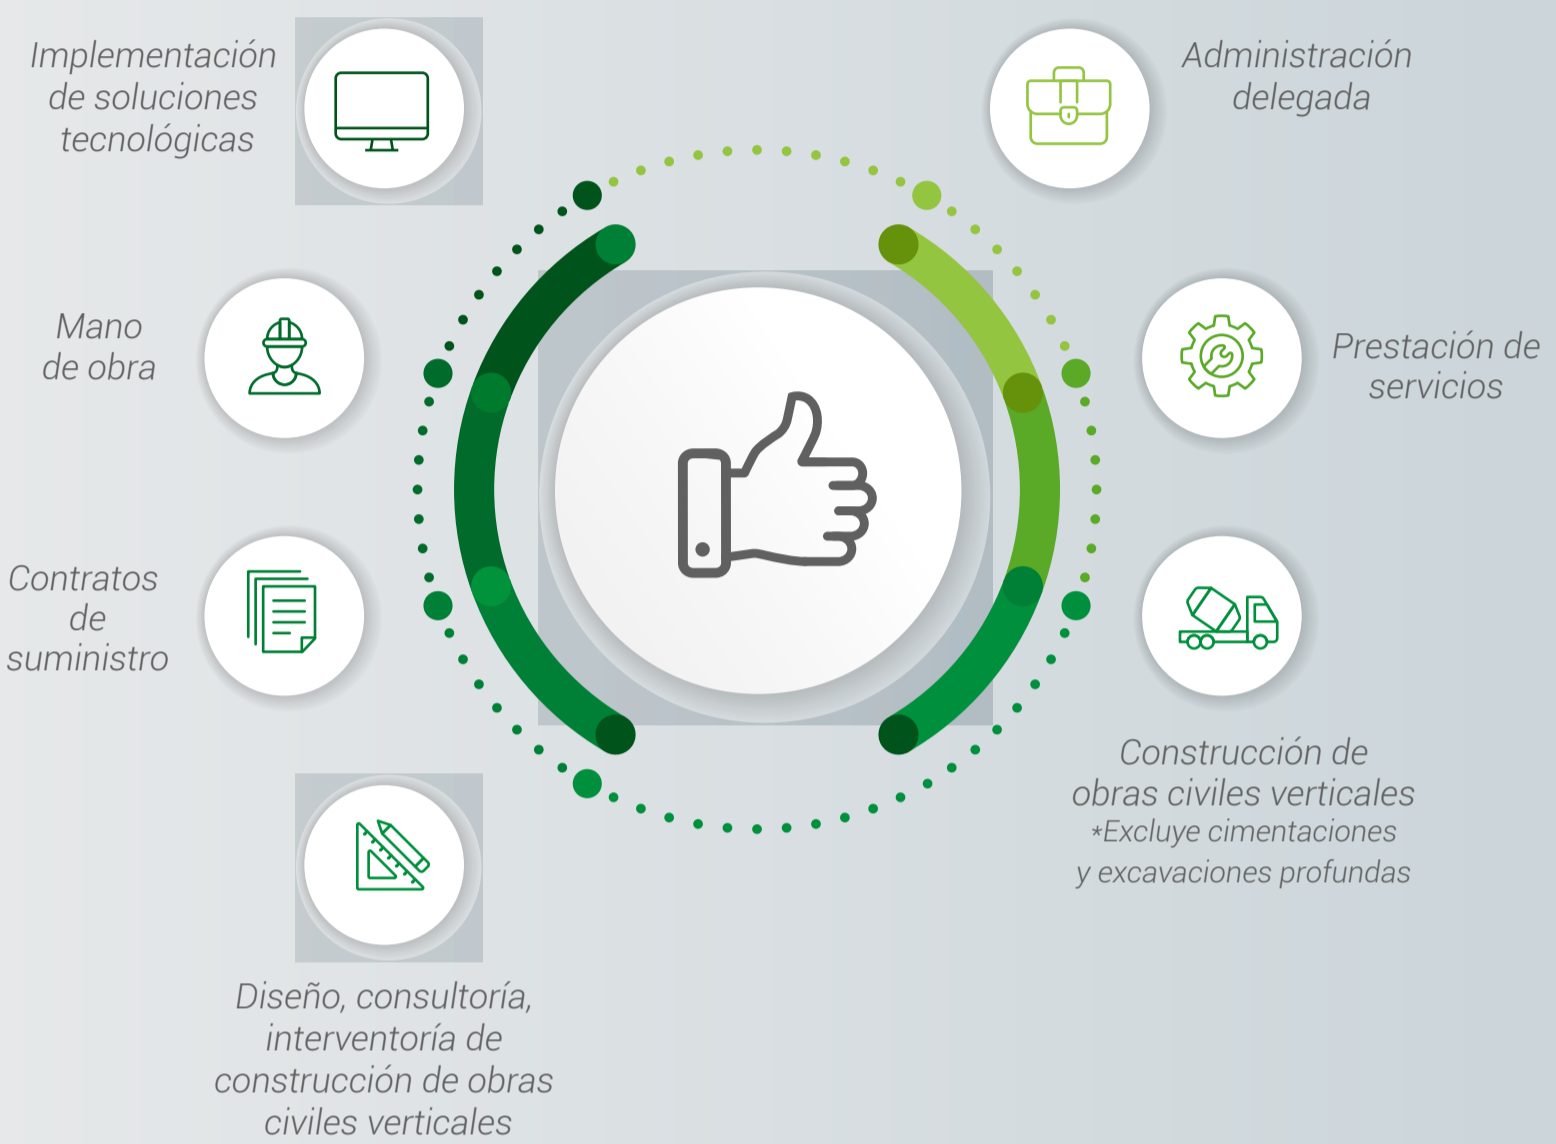 Implementación
de soluciones
tecnológicas
Administración
delegada
Mano
de obra
Prestación de
servicios
Contratos
de
suministro
Construcción de
obras civiles verticales
*Excluye cimentaciones
y excavaciones profundas
Diseño, consultoría,
interventoría de
construcción de obras
civiles verticales